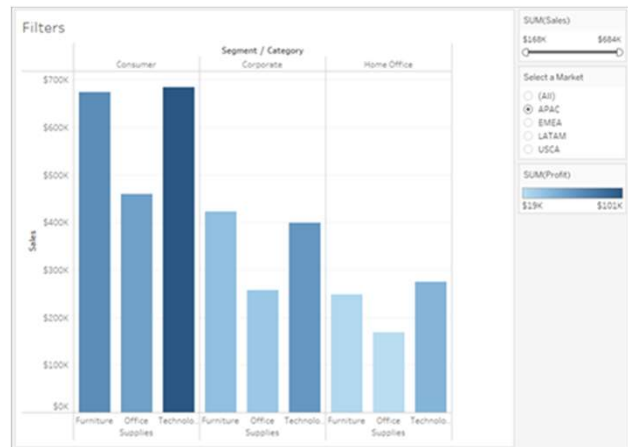 Filters
Segment / Category
Consumer Corporate Home Office
$700K
$600K
$500K
$400K
$300K
$200K
$100K
$0K
Sales
Furniture Office Supplies Technolo.. Furniture Office Supplies Technolo.. Furniture Office Supplies Technolo..
SUM(Sales)
$168K $684K
Select a Market
(All)
APAC
EMEA
LATAM
USCA
SUM(Profit)
$19K $101K